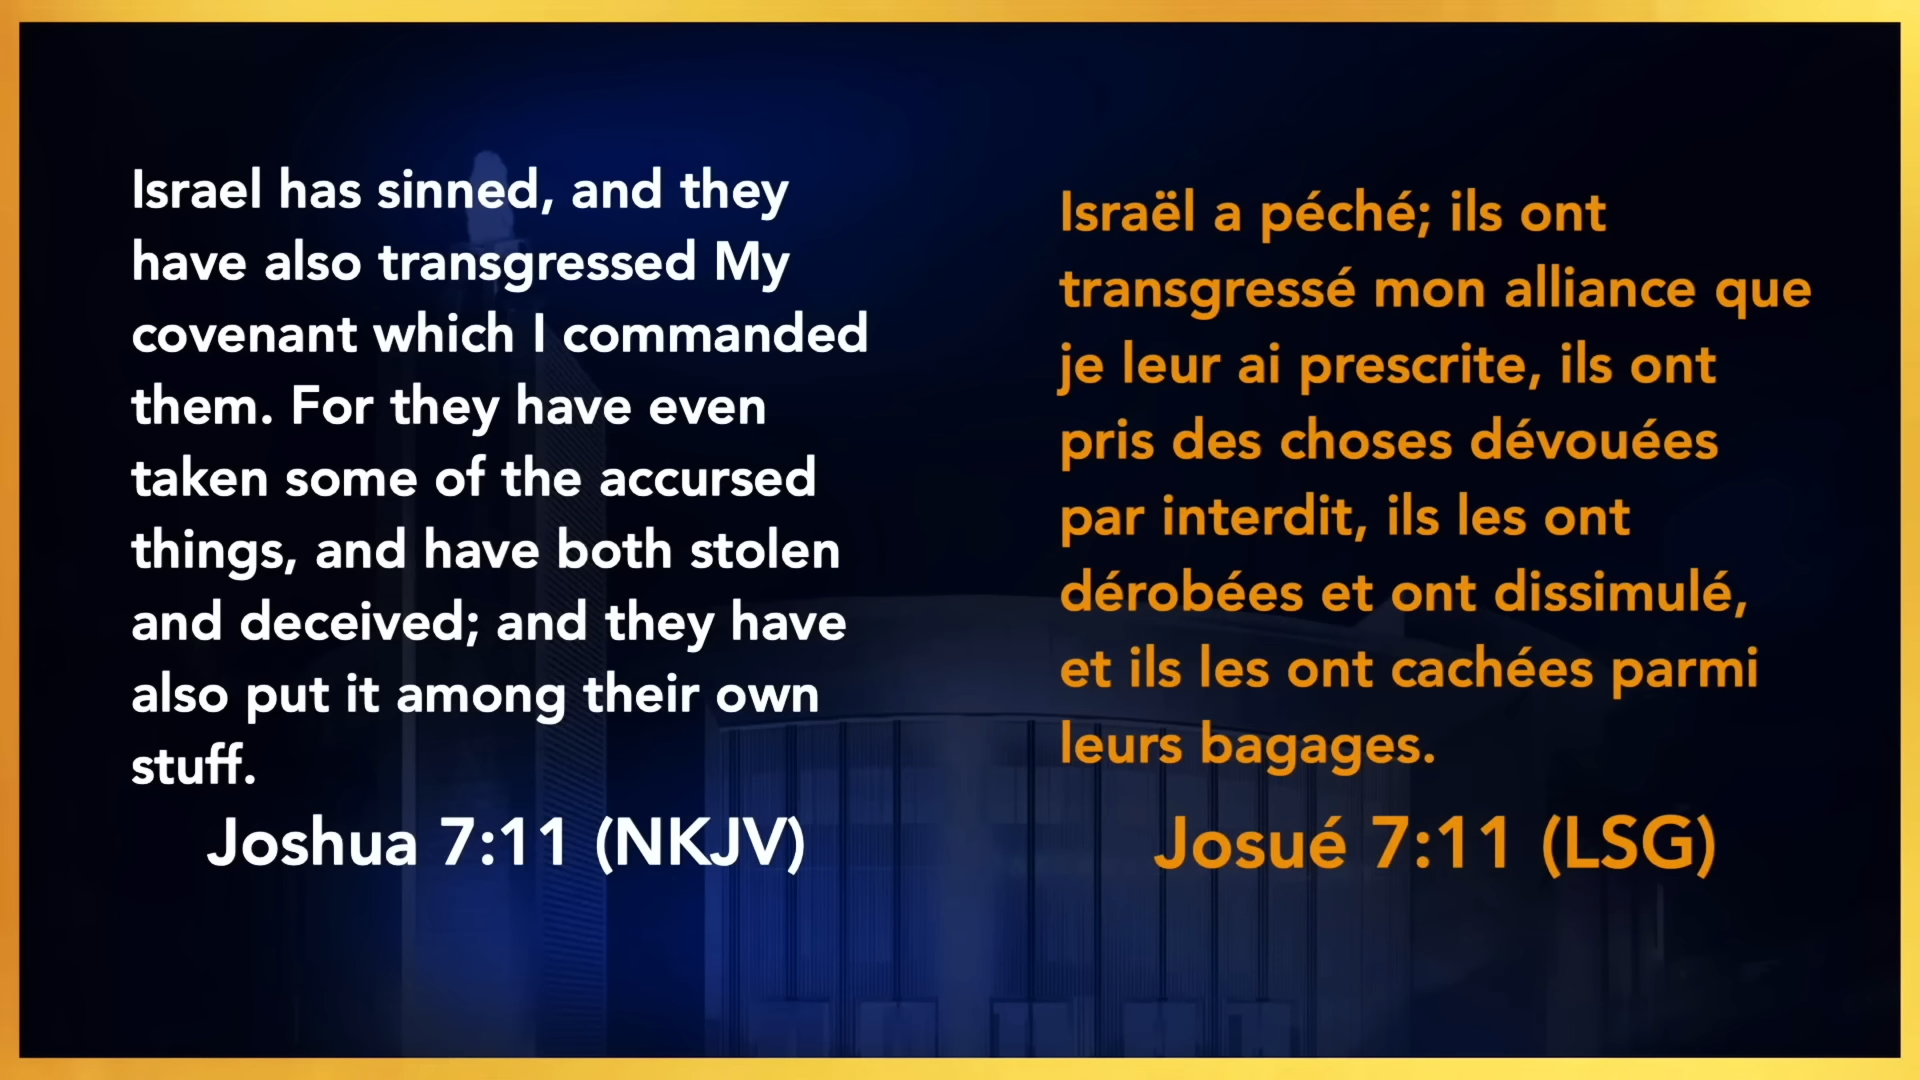 Israel has sinned, and they
have also transgressed My
covenant which I commanded
them. For they have even
taken some of the accursed
things, and have both stolen
and deceived; and they have
also put it among their own
stuff.
Joshua 7:11 (NKJV)
Israël a péché; ils ont
transgressé mon alliance que
je leur ai prescrite, ils ont
pris des choses dévouées
par interdit, ils les ont
dérobées et ont dissimulé,
et ils les ont cachées parmi
leurs bagages.
Josué 7:11 (LSG)